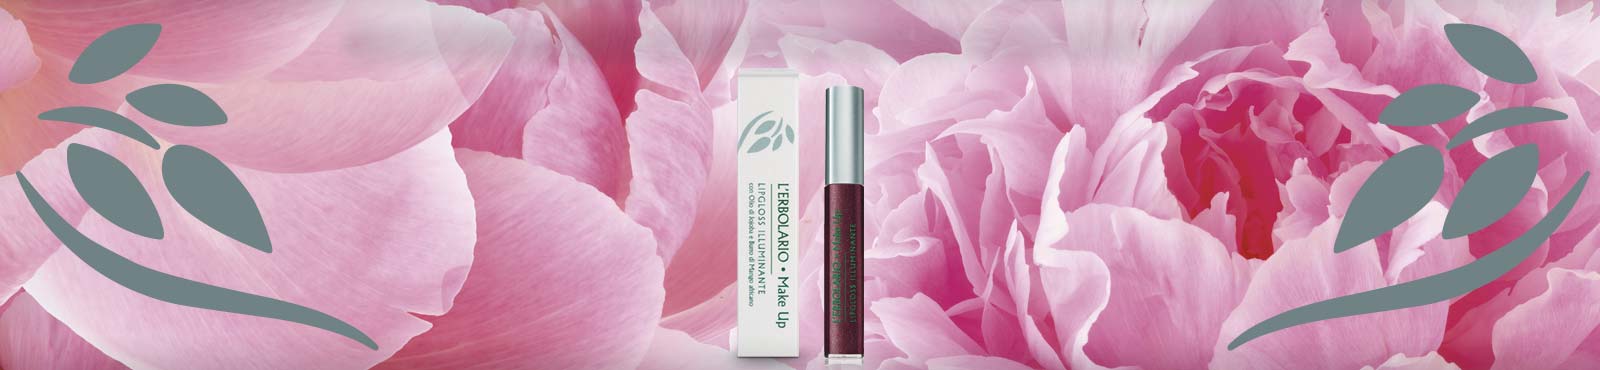 L'ERBOLARIO • Make Up
LIPGLOSS ILLUMINANTE
con Olio di Jojoba e Burro di Mango africano
L'ERBOLARIO • Make Up
LIPGLOSS ILLUMINANTE